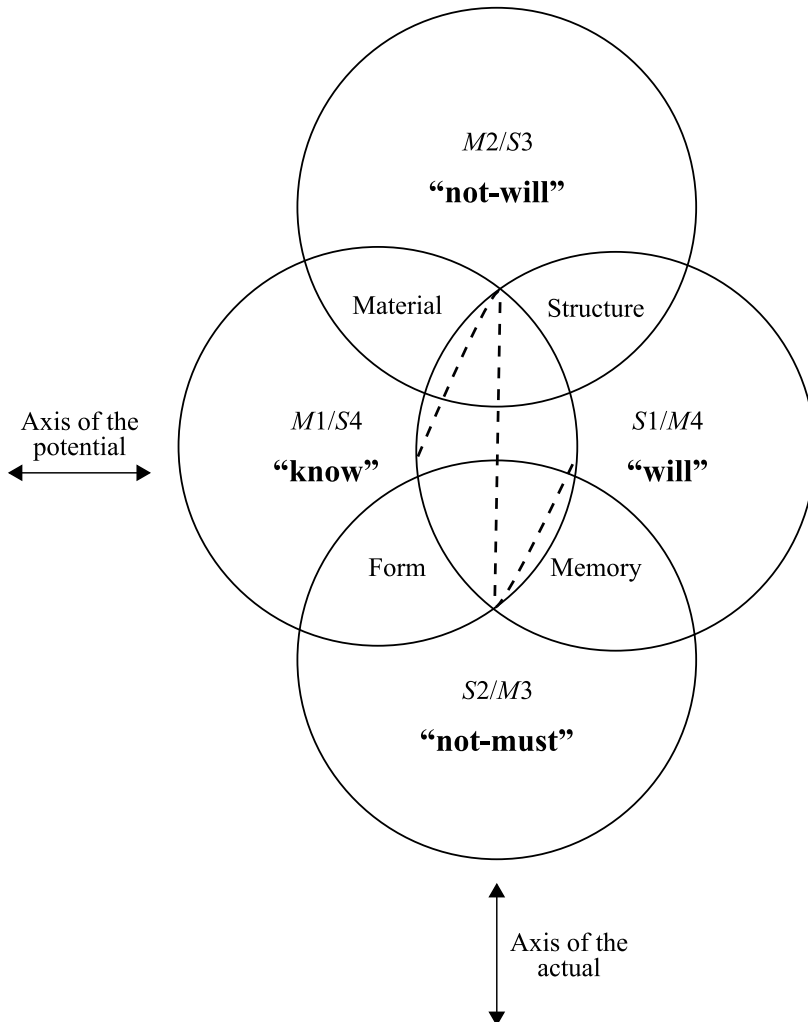 M2/S3
“not-will”
Material
Structure
Axis of the
potential
M1/S4
“know”
S1/M4
“will”
Form
Memory
S2/M3
“not-must”
Axis of the
actual